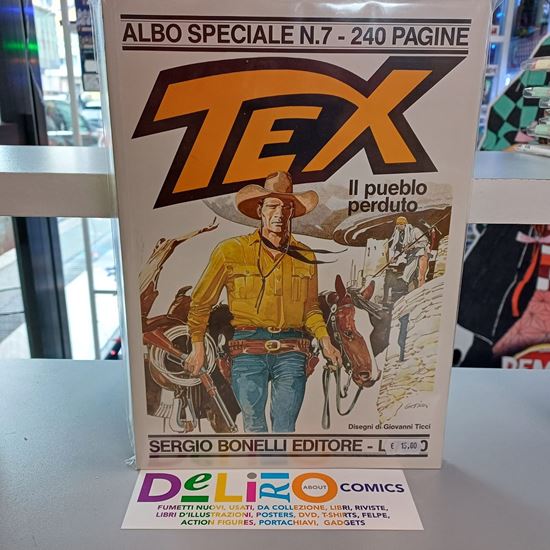 ALBO SPECIALE N.7 - 240 PAGINE
TEX
Il pueblo
perduto
Disegni di Giovanni Ticci
SERGIO BONELLI EDITORE - L
€ 15,00
DeLiRiO ABOUT COMICS
FUMETTI NUOVI, USATI, DA COLLEZIONE, LIBRI, RIVISTE,
LIBRI D'ILLUSTRAZIONI, POSTERS, DVD, T-SHIRTS, FELPE,
ACTION FIGURES, PORTACHIAVI, GADGETS